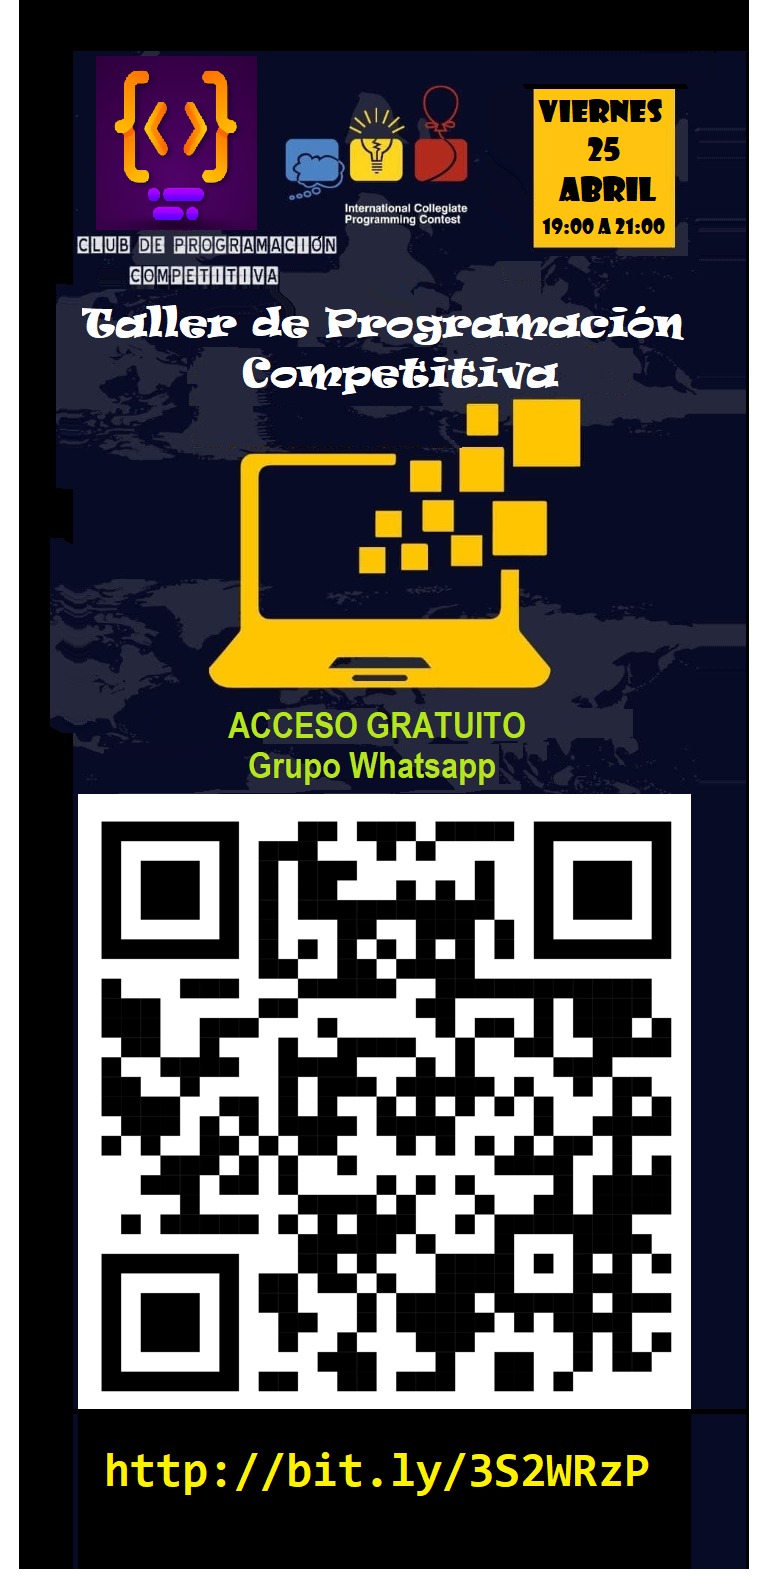 CLUB DE PROGRAMACIÓN
COMPETITIVA
International Collegiate
Programming Contest
VIERNES
25
ABRIL
19:00 A 21:00
Taller de Programación
Competitiva
ACCESO GRATUITO
Grupo Whatsapp
http://bit.ly/3S2WRzP